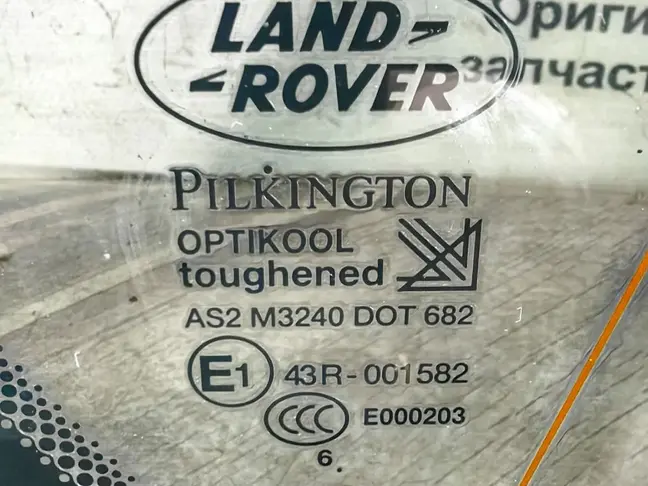 LAND
ROVER
Ориги
запчаст
PILKINGTON
OPTIKOOL
toughened
AS2 M3240 DOT 682
E1 43R-001582
CCC E000203
6.